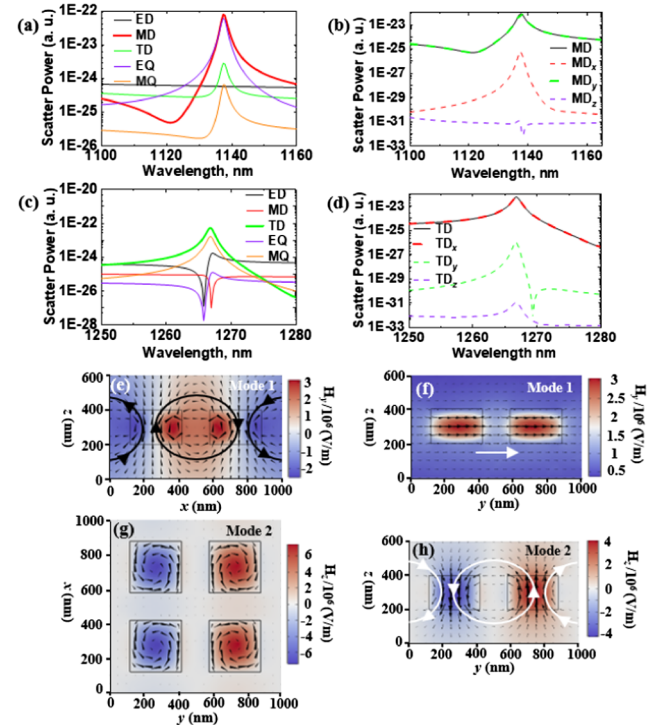 (a)
1E-22
1E-23
1E-24
1E-25
1E-26
Scatter Power (a. u.)
ED
MD
TD
EQ
MQ
1100
1120
1140
1160
Wavelength, nm
(b)
1E-23
1E-25
1E-27
1E-29
1E-31
1E-33
Scatter Power (a. u.)
MD
MDx
MDy
MDz
1100
1120
1140
1160
Wavelength, nm
(c)
1E-20
1E-22
1E-24
1E-26
1E-28
Scatter Power (a. u.)
ED
MD
TD
EQ
MQ
1250
1260
1270
1280
Wavelength, nm
(d)
1E-23
1E-25
1E-27
1E-29
1E-31
1E-33
Scatter Power (a. u.)
TD
TDx
TDy
TDz
1250
1260
1270
1280
Wavelength nm
(e)
Mode 1
600
400
200
0
z (nm)
0 200 400 600 800 1000
x (nm)
3
2
1
0
-1
-2
Hy/10⁶ (V/m)
(f)
Mode 1
600
400
200
0
z (nm)
0 200 400 600 800 1000
y (nm)
3
2.5
2
1.5
1
0.5
Hy/10⁶ (V/m)
(g)
Mode 2
1000
800
600
400
200
0
x (nm)
0 200 400 600 800 1000
y (nm)
6
4
2
0
-2
-4
-6
Hz/10⁶ (V/m)
(h)
Mode 2
600
400
200
0
z (nm)
0 200 400 600 800 1000
y (nm)
4
2
0
-2
-4
Hz/10⁶ (V/m)